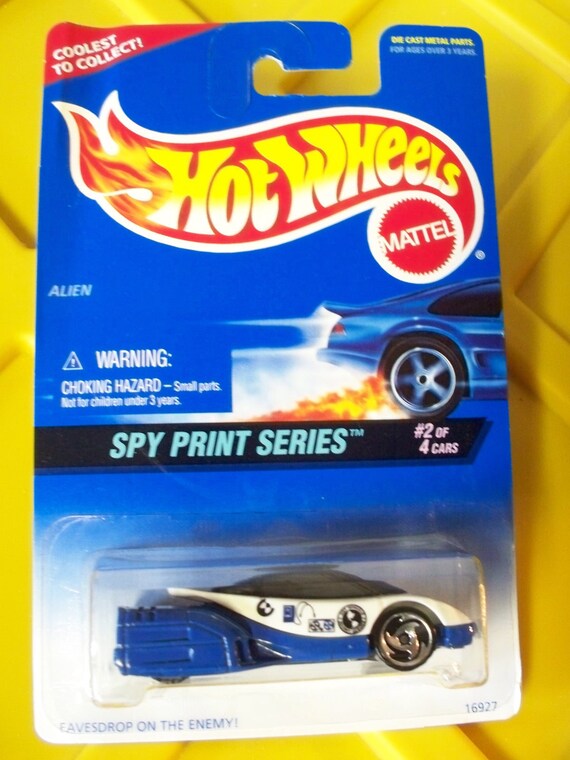 COOLEST
TO COLLECT!
DIE CAST METAL PARTS.
FOR AGES OVER 3 YEARS.
HOT WHEELS
MATTEL
®
ALIEN
⚠ WARNING:
CHOKING HAZARD – Small parts.
Not for children under 3 years.
SPY PRINT SERIES™
#2 OF
4 CARS
EAVESDROP ON THE ENEMY!
16927